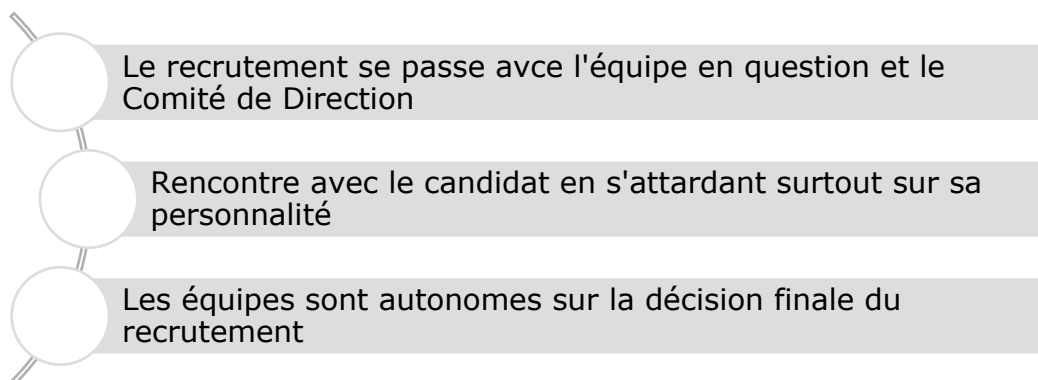 Le recrutement se passe avce l'équipe en question et le
Comité de Direction
Rencontre avec le candidat en s'attardant surtout sur sa
personnalité
Les équipes sont autonomes sur la décision finale du
recrutement